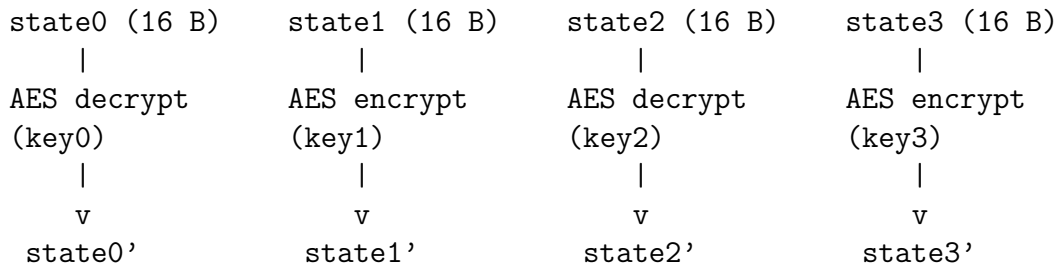 state0 (16 B) state1 (16 B) state2 (16 B) state3 (16 B)
| | | |
AES decrypt AES encrypt AES decrypt AES encrypt
(key0) (key1) (key2) (key3)
| | | |
v v v v
state0' state1' state2' state3'